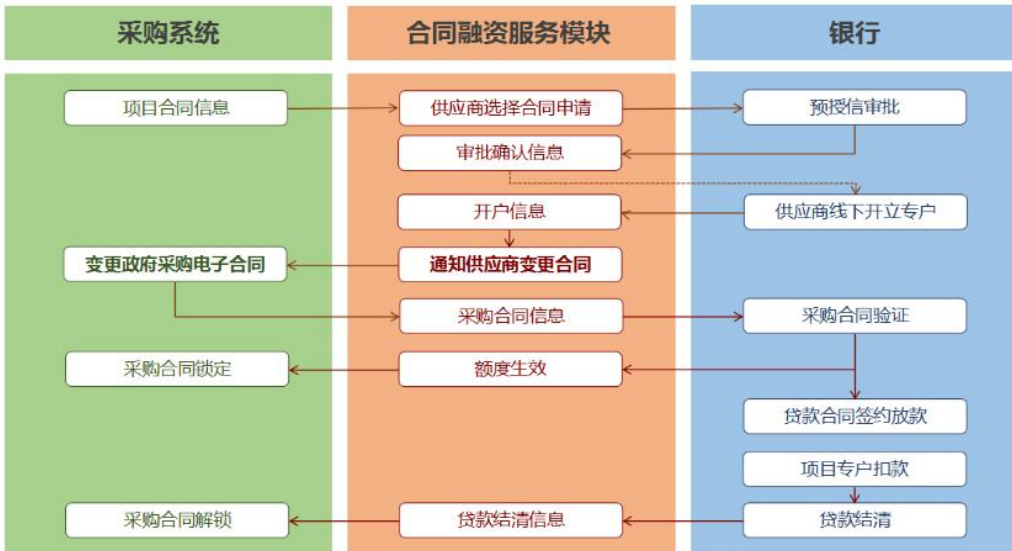 采购系统
合同融资服务模块
银行
项目合同信息
供应商选择合同申请
预授信审批
审批确认信息
开户信息
供应商线下开立专户
变更政府采购电子合同
通知供应商变更合同
采购合同信息
采购合同验证
采购合同锁定
额度生效
贷款合同签约放款
项目专户扣款
采购合同解锁
贷款结清信息
贷款结清